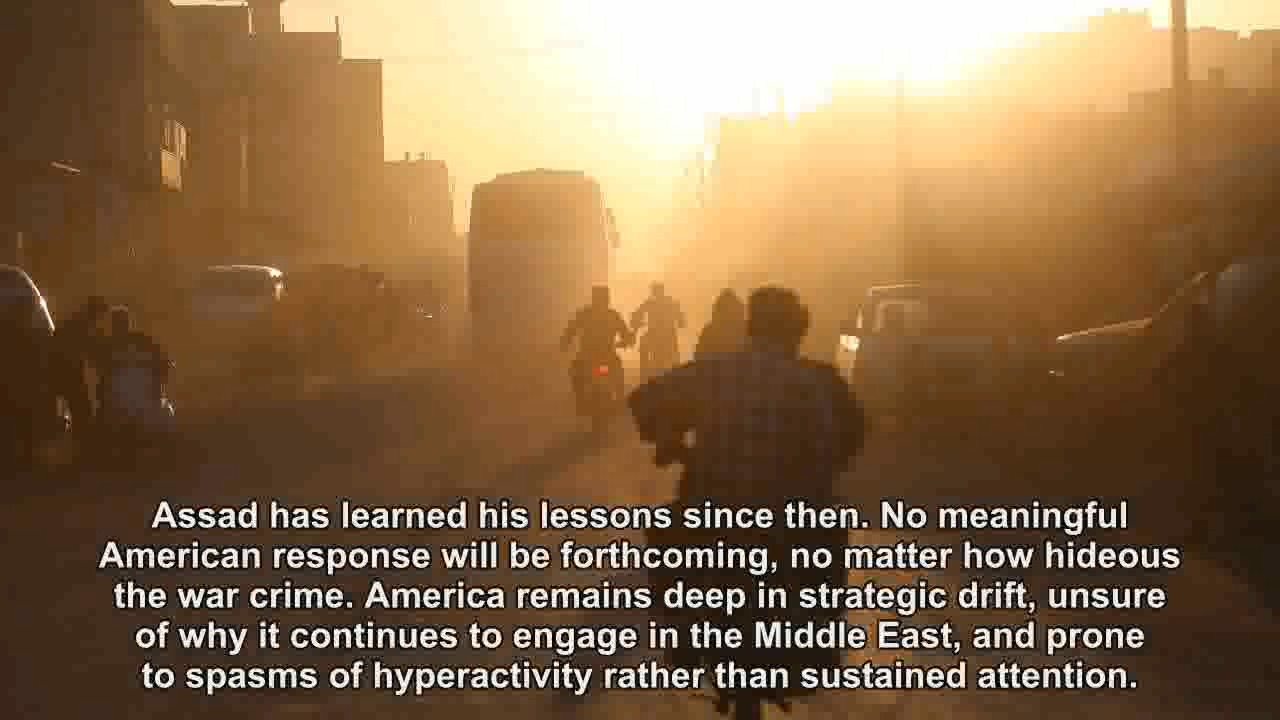 Assad has learned his lessons since then. No meaningful
American response will be forthcoming, no matter how hideous
the war crime. America remains deep in strategic drift, unsure
of why it continues to engage in the Middle East, and prone
to spasms of hyperactivity rather than sustained attention.